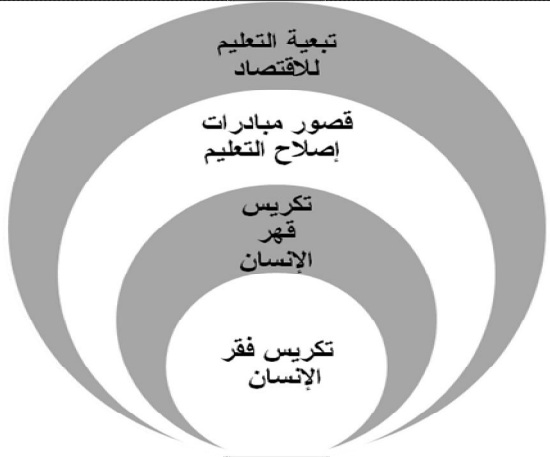 تبعية التعليم
للاقتصاد
قصور مبادرات
إصلاح التعليم
تكريس
قهر
الإنسان
تكريس فقر
الإنسان